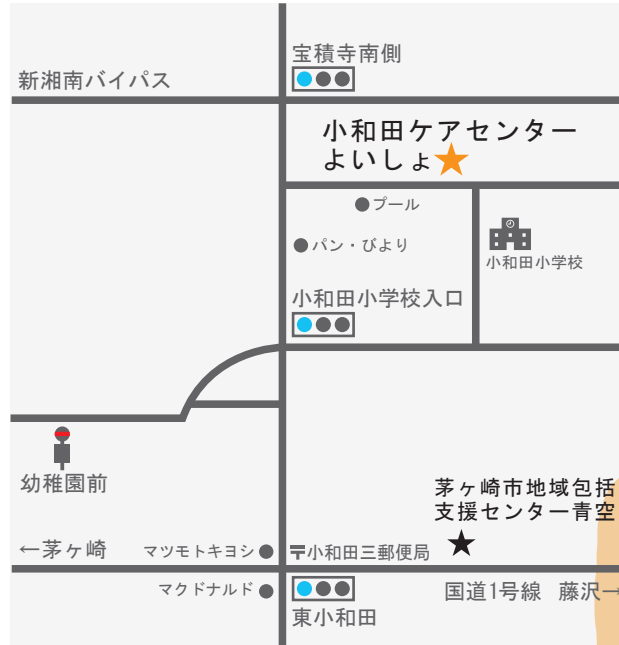 宝積寺南側
新湘南バイパス
小和田ケアセンター
よいしょ
プール
パン・びより
小和田小学校
小和田小学校入口
幼稚園前
茅ヶ崎市地域包括
支援センター青空
←茅ヶ崎
マツモトキヨシ
〒小和田三郵便局
マクドナルド
国道1号線 藤沢→
東小和田